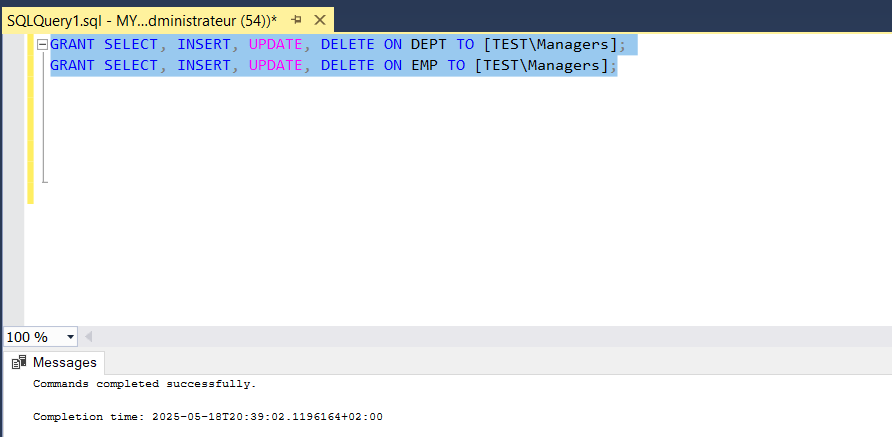 SQLQuery1.sql - MY...dministrateur (54))*
GRANT SELECT, INSERT, UPDATE, DELETE ON DEPT TO [TEST\Managers];
GRANT SELECT, INSERT, UPDATE, DELETE ON EMP TO [TEST\Managers];
100 %
Messages
Commands completed successfully.
Completion time: 2025-05-18T20:39:02.1196164+02:00